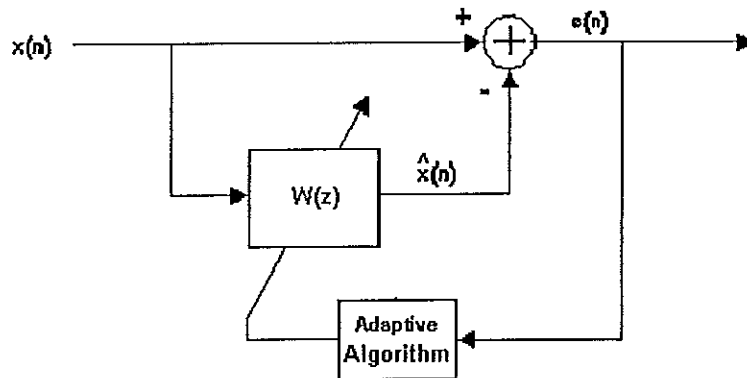 +
e(n)
x(n)
-
W(z)
x̂(n)
Adaptive
Algorithm